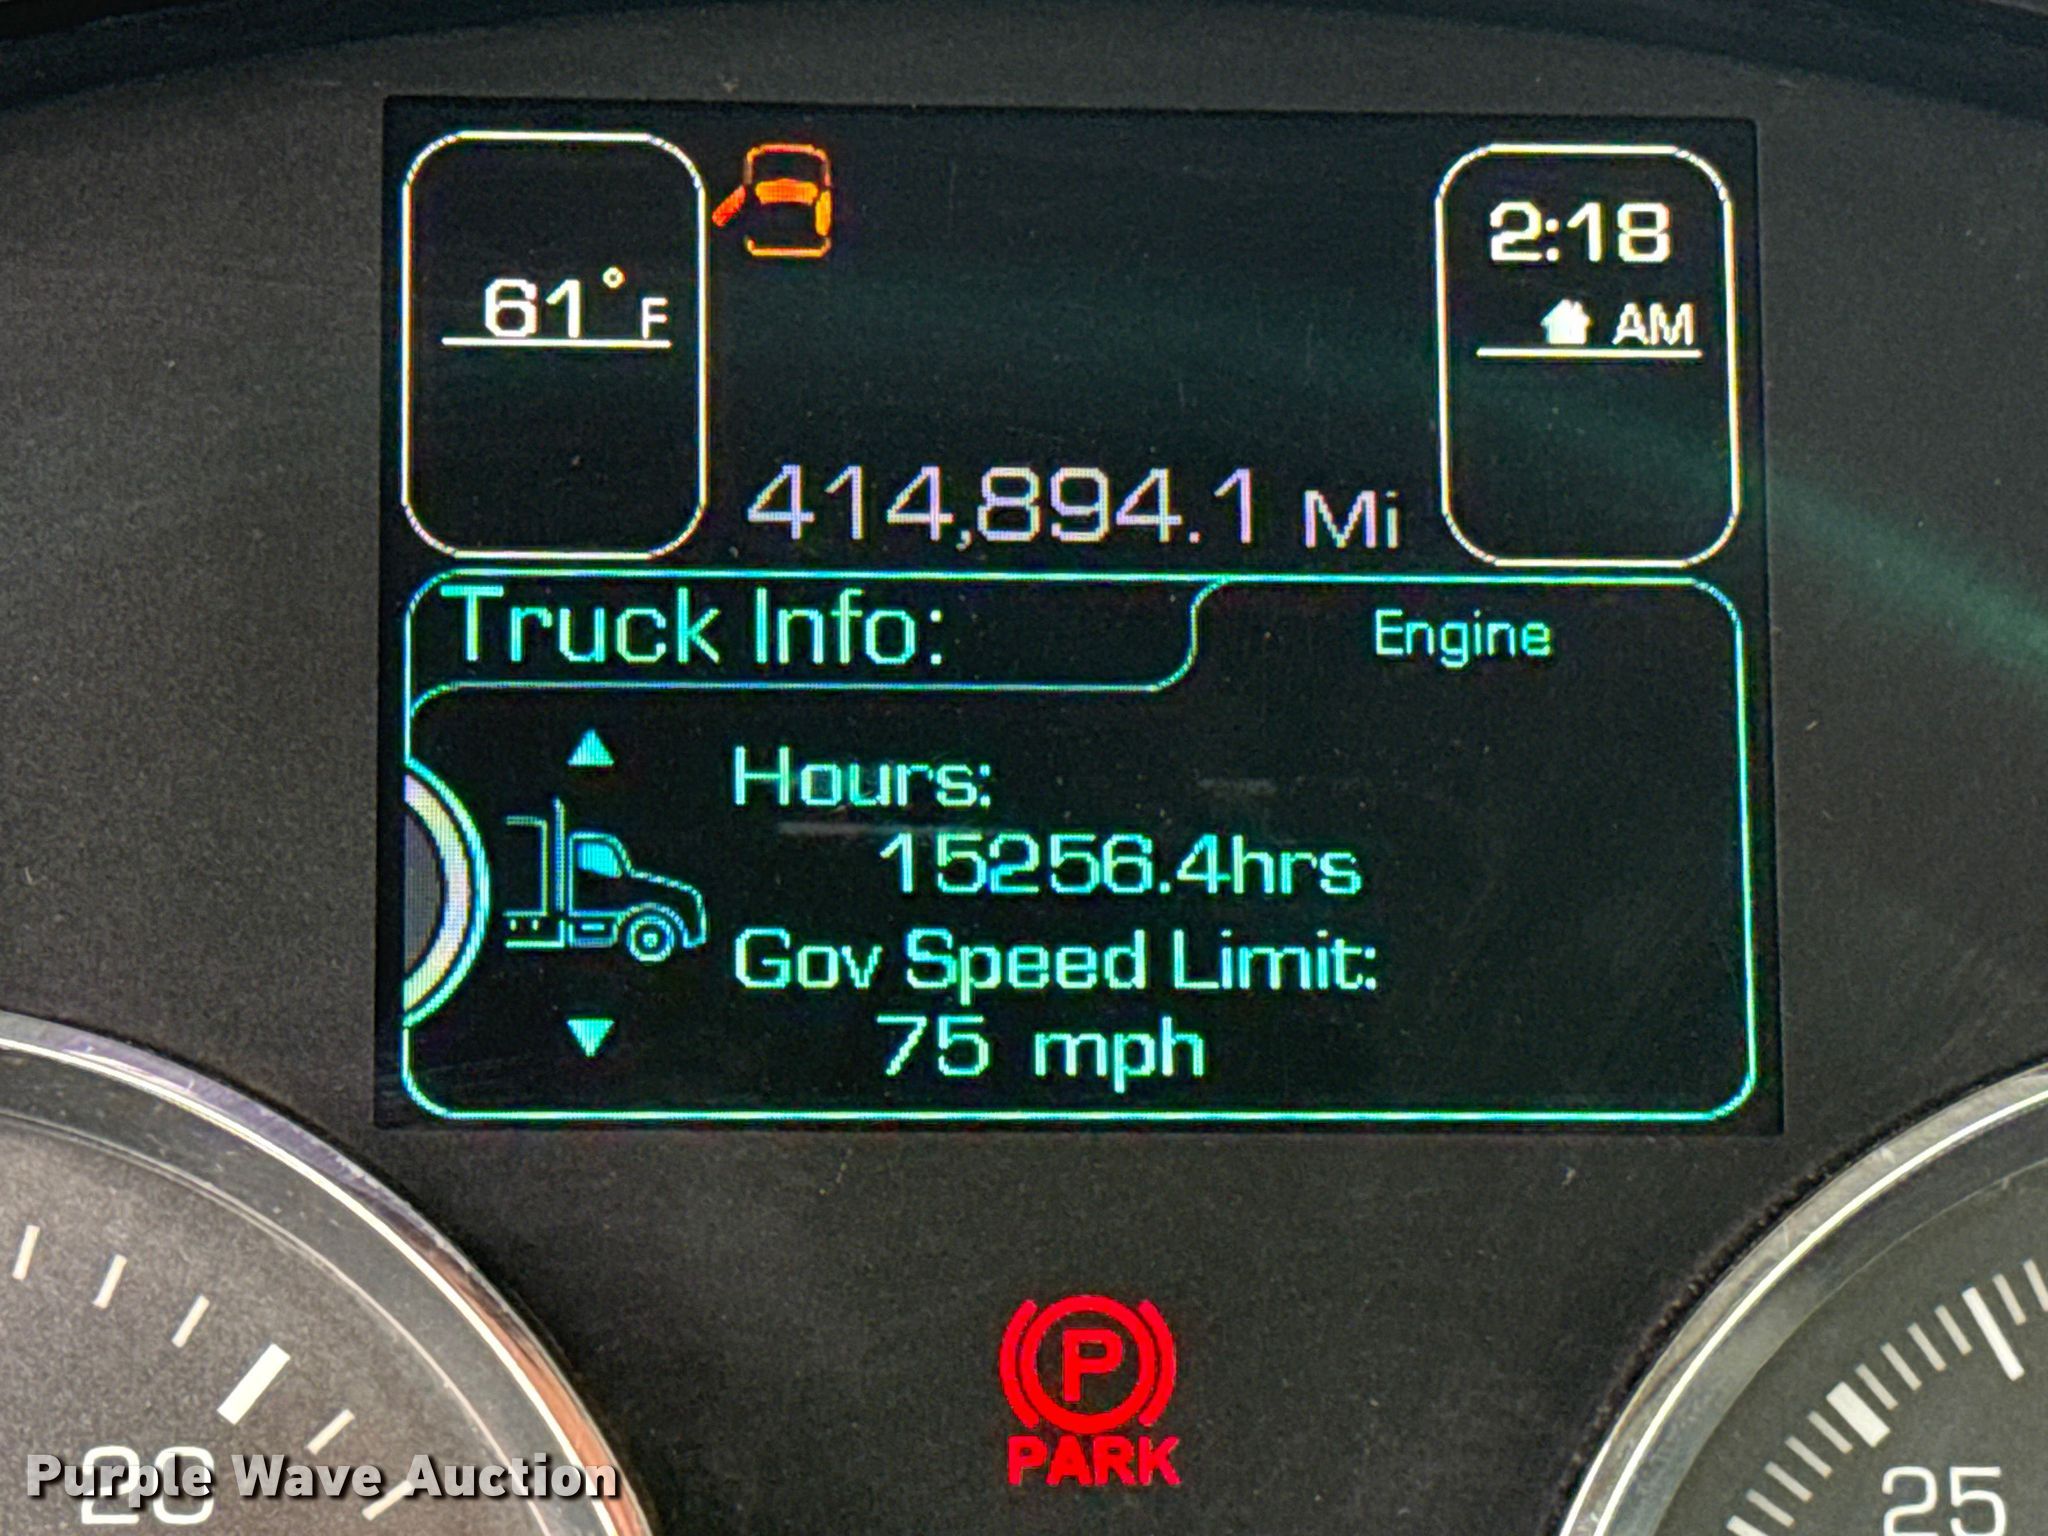 61° F
2:18
AM
414,894.1 Mi
Truck Info:
Engine
Hours:
15256.4hrs
Gov Speed Limit:
75 mph
P
PARK
20
25
Purple Wave Auction